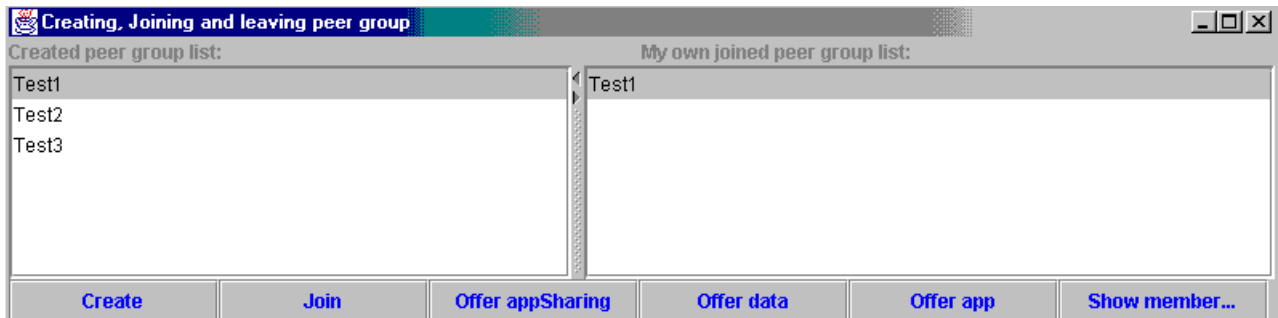 Creating, Joining and leaving peer group
Created peer group list:
My own joined peer group list:
Test1
Test2
Test3
Test1
Create
Join
Offer appSharing
Offer data
Offer app
Show member...